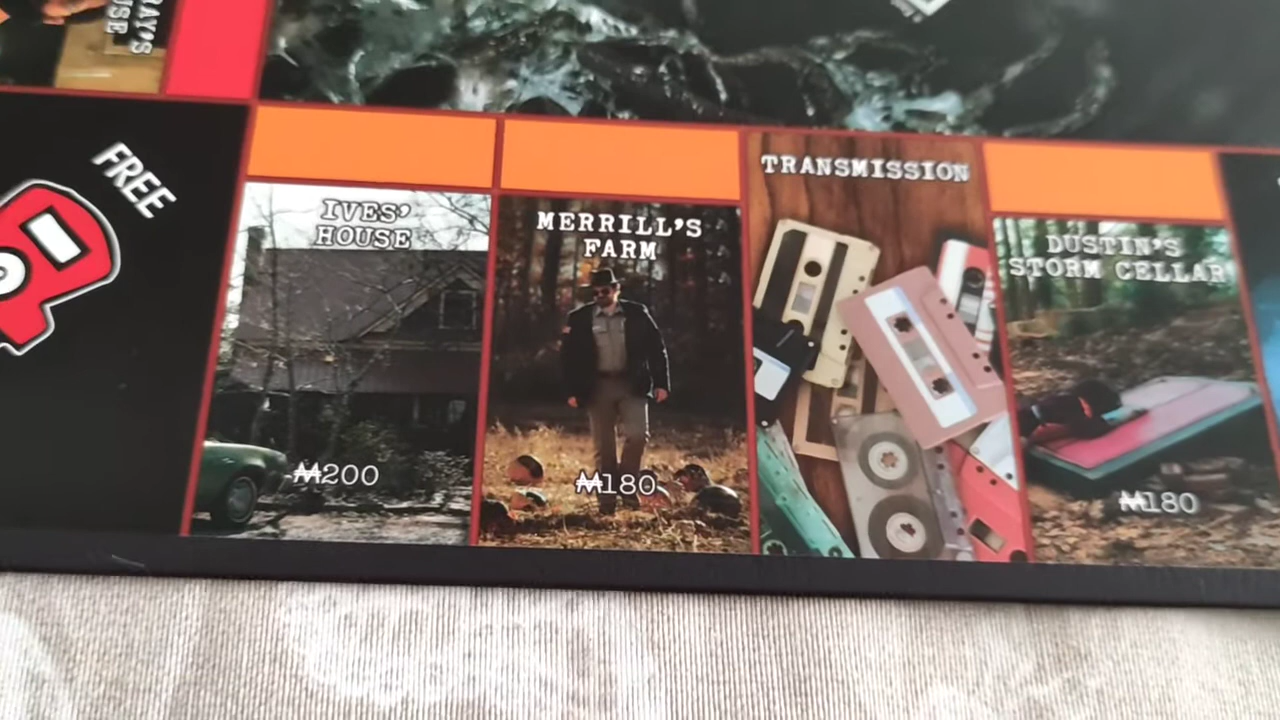 FREE
IVES'
HOUSE
₩200
MERRILL'S
FARM
₩180
TRANSMISSION
DUSTIN'S
STORM CELLAR
₩180